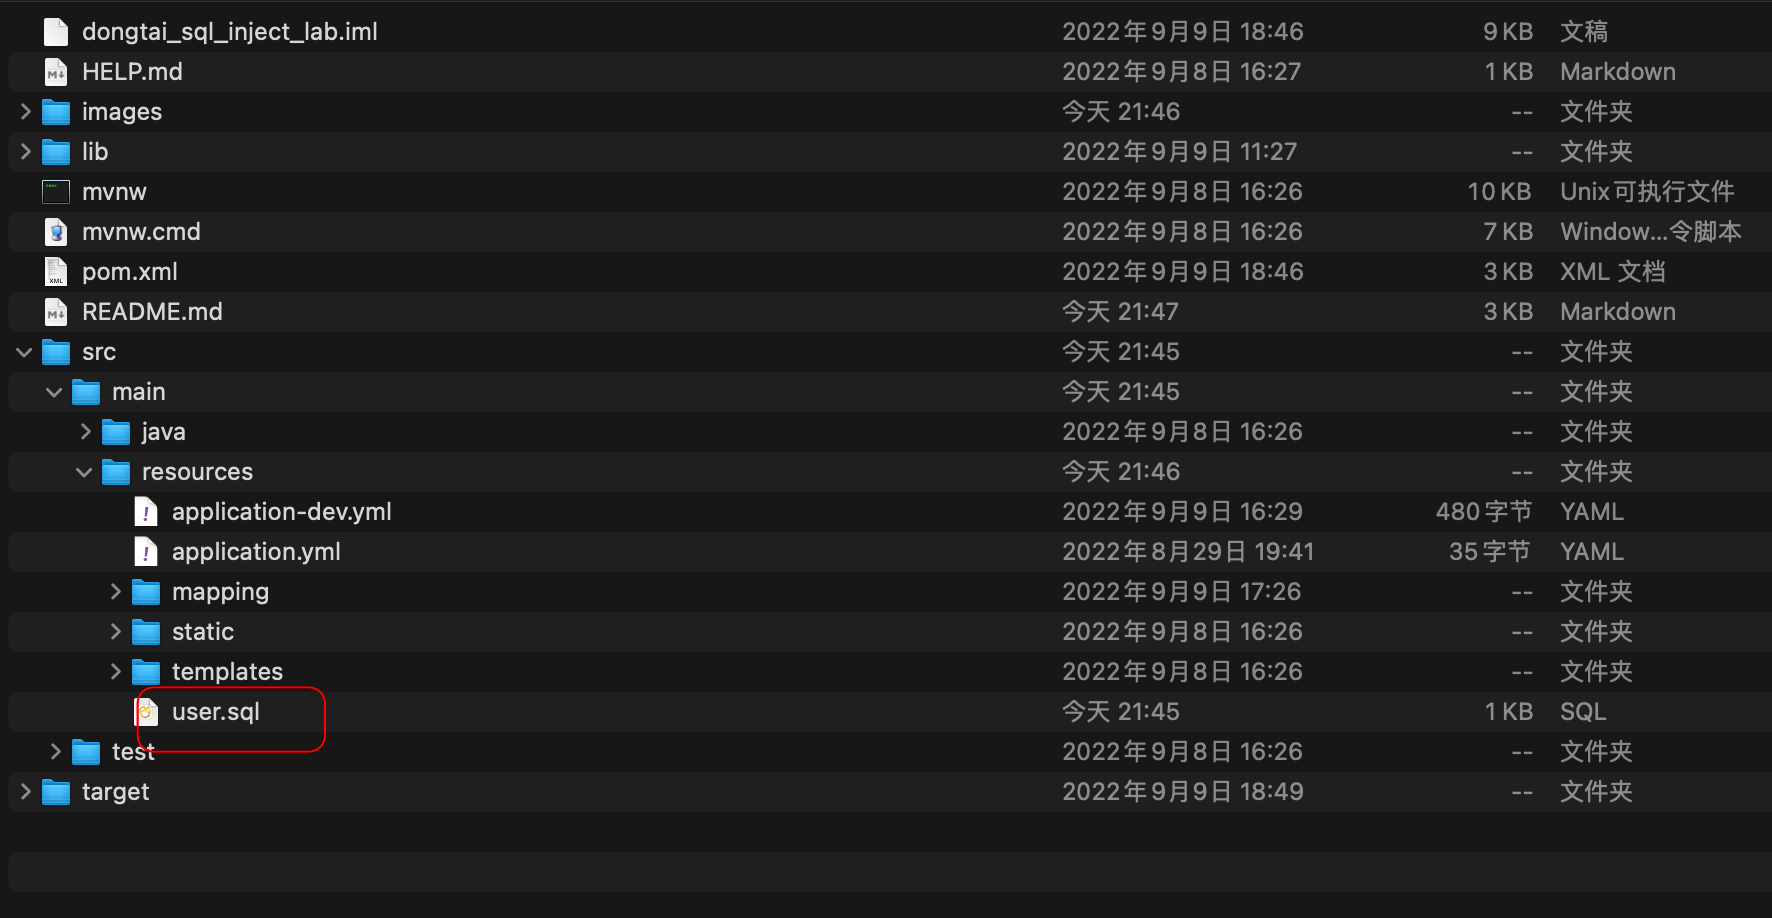 dongtai_sql_inject_lab.iml 2022年9月9日 18:46 9 KB 文稿
HELP.md 2022年9月8日 16:27 1 KB Markdown
images 今天 21:46 -- 文件夹
lib 2022年9月9日 11:27 -- 文件夹
mvnw 2022年9月8日 16:26 10 KB Unix可执行文件
mvnw.cmd 2022年9月8日 16:26 7 KB Window...令脚本
pom.xml 2022年9月9日 18:46 3 KB XML 文档
README.md 今天 21:47 3 KB Markdown
src 今天 21:45 -- 文件夹
main 今天 21:45 -- 文件夹
java 2022年9月8日 16:26 -- 文件夹
resources 今天 21:46 -- 文件夹
application-dev.yml 2022年9月9日 16:29 480 字节 YAML
application.yml 2022年8月29日 19:41 35 字节 YAML
mapping 2022年9月9日 17:26 -- 文件夹
static 2022年9月8日 16:26 -- 文件夹
templates 2022年9月8日 16:26 -- 文件夹
user.sql 今天 21:45 1 KB SQL
test 2022年9月8日 16:26 -- 文件夹
target 2022年9月9日 18:49 -- 文件夹